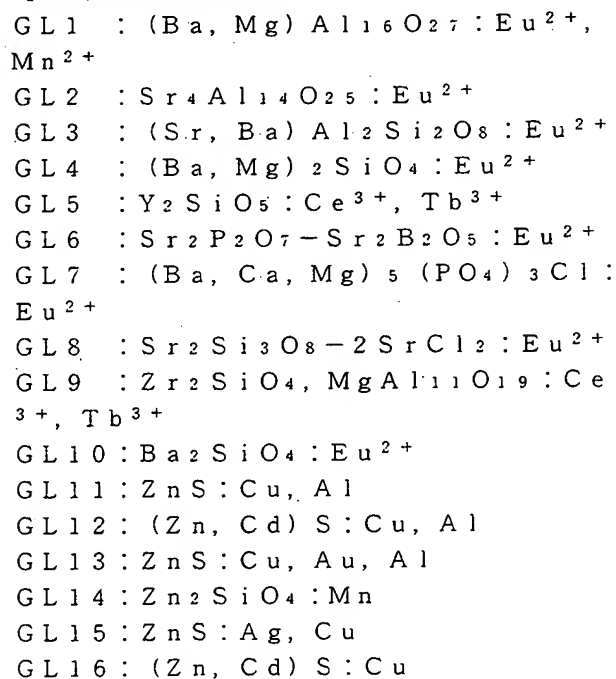 GL1 : (Ba, Mg) Al₁₆O₂₇ : Eu²⁺,
Mn²⁺
GL2 : Sr₄Al₁₄O₂₅ : Eu²⁺
GL3 : (Sr, Ba) Al₂Si₂O₈ : Eu²⁺
GL4 : (Ba, Mg)₂SiO₄ : Eu²⁺
GL5 : Y₂SiO₅ : Ce³⁺, Tb³⁺
GL6 : Sr₂P₂O₇−Sr₂B₂O₅ : Eu²⁺
GL7 : (Ba, Ca, Mg)₅(PO₄)₃Cl :
Eu²⁺
GL8 : Sr₂Si₃O₈−2SrCl₂ : Eu²⁺
GL9 : Zr₂SiO₄, MgAl₁₁O₁₉ : Ce
³⁺, Tb³⁺
GL10 : Ba₂SiO₄ : Eu²⁺
GL11 : ZnS : Cu, Al
GL12 : (Zn, Cd) S : Cu, Al
GL13 : ZnS : Cu, Au, Al
GL14 : Zn₂SiO₄ : Mn
GL15 : ZnS : Ag, Cu
GL16 : (Zn, Cd) S : Cu